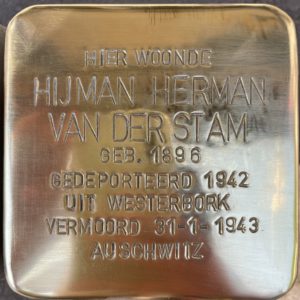 HIER WOONDE
HIJMAN HERMAN
VAN DER STAM
GEB. 1896
GEDEPORTEERD 1942
UIT WESTERBORK
VERMOORD 31-1-1943
AUSCHWITZ